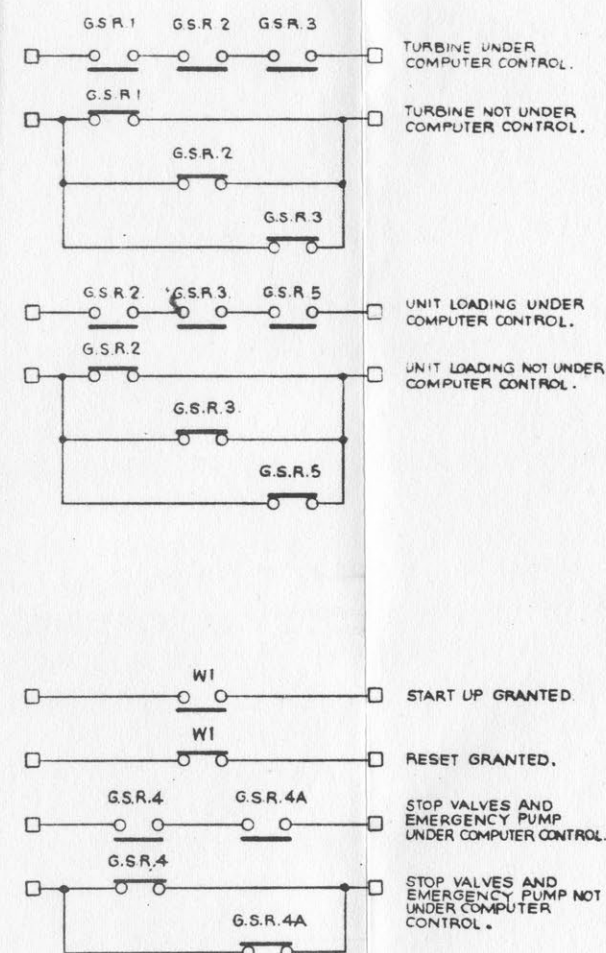 G.S.R.1 G.S.R 2 G.S.R.3
TURBINE UNDER
COMPUTER CONTROL.
G.S.R 1
TURBINE NOT UNDER
COMPUTER CONTROL.
G.S.R.2
G.S.R.3
G.S.R.2. G.S.R.3. G.S.R 5
UNIT LOADING UNDER
COMPUTER CONTROL.
G.S.R.2
UNIT LOADING NOT UNDER
COMPUTER CONTROL.
G.S.R.3.
G.S.R.5
W1
START UP GRANTED.
W1
RESET GRANTED.
G.S.R.4 G.S.R.4A
STOP VALVES AND
EMERGENCY PUMP
UNDER COMPUTER CONTROL.
G.S.R.4
STOP VALVES AND
EMERGENCY PUMP NOT
UNDER COMPUTER
CONTROL.
G.S.R.4A